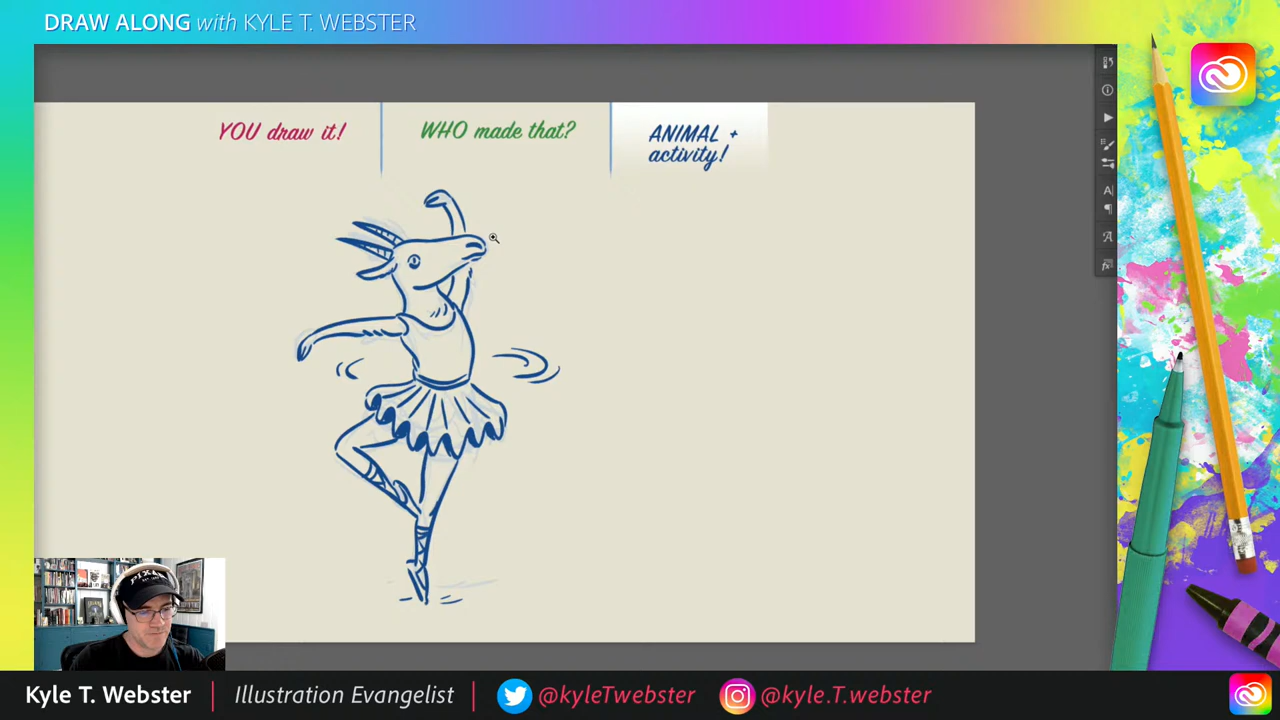 DRAW ALONG with KYLE T. WEBSTER
YOU draw it!
WHO made that?
ANIMAL +
activity!
PIXAR
Kyle T. Webster | Illustration Evangelist @kyleTwebster @kyle.T.webster